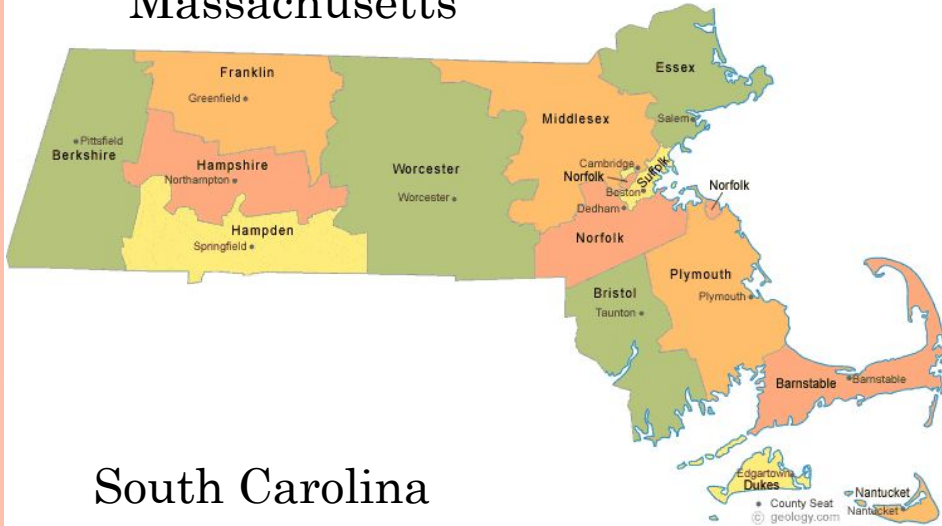 Massachusetts
Franklin
Greenfield
Essex
Salem
Middlesex
Pittsfield
Berkshire
Hampshire
Northampton
Worcester
Worcester
Cambridge
Norfolk
Suffolk
Boston
Dedham
Norfolk
Norfolk
Hampden
Springfield
Plymouth
Plymouth
Bristol
Taunton
Barnstable
Barnstable
Edgartown
Dukes
Nantucket
Nantucket
County Seat
© geology.com
South Carolina